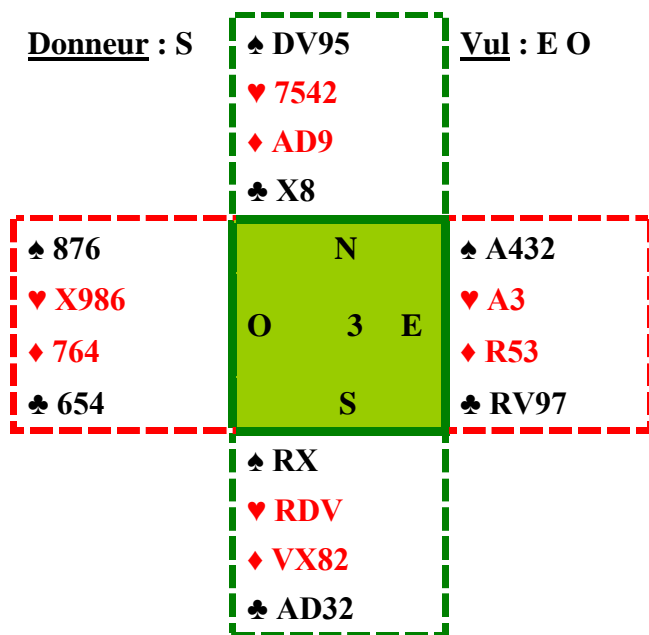 Donneur : S
♠ DV95
Vul : E O
♥ 7542
♦ AD9
♣ X8
♠ 876
N
♠ A432
♥ X986
♥ A3
O 3 E
♦ 764
♦ R53
♣ 654
S
♣ RV97
♠ RX
♥ RDV
♦ VX82
♣ AD32